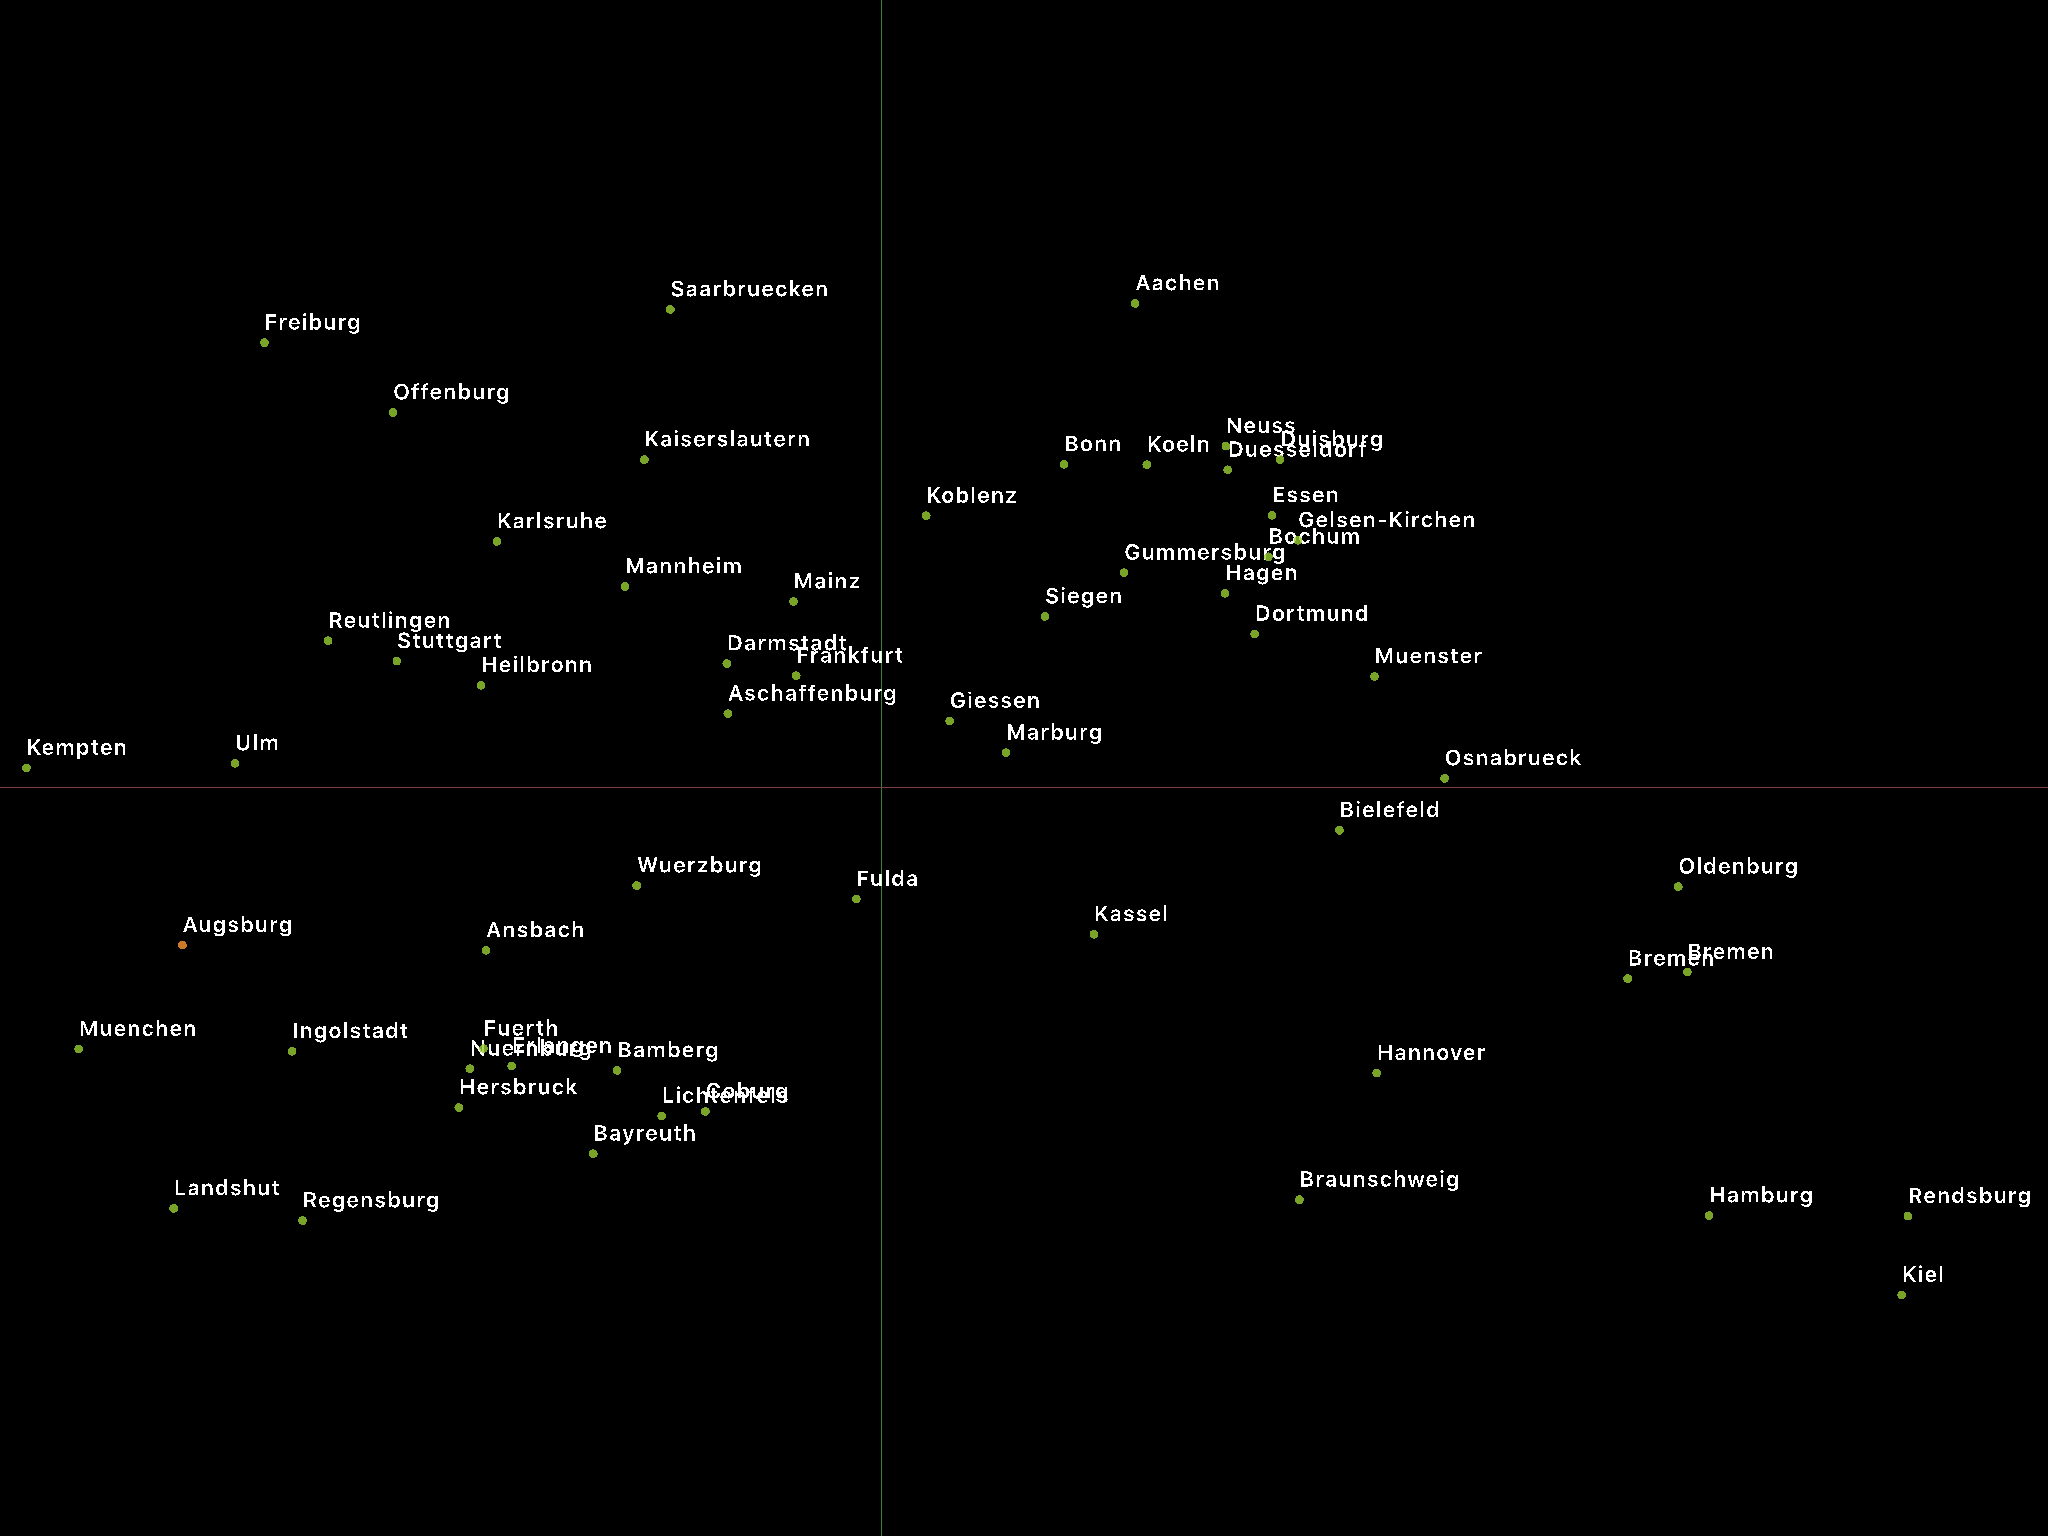 Aachen
Saarbruecken
Freiburg
Offenburg
Neuss
Kaiserslautern
Bonn
Koeln
Duisburg
Duesseldorf
Koblenz
Essen
Karlsruhe
Gelsen-Kirchen
Bochum
Gummersburg
Mannheim
Hagen
Mainz
Siegen
Dortmund
Reutlingen
Stuttgart
Darmstadt
Frankfurt
Muenster
Heilbronn
Aschaffenburg
Giessen
Marburg
Ulm
Kempten
Osnabrueck
Bielefeld
Wuerzburg
Oldenburg
Fulda
Kassel
Augsburg
Ansbach
Bremen
Bremen
Muenchen
Ingolstadt
Fuerth
Nuernburg
Erlangen
Bamberg
Hannover
Hersbruck
Lichtenfels
Coburg
Bayreuth
Braunschweig
Landshut
Regensburg
Hamburg
Rendsburg
Kiel